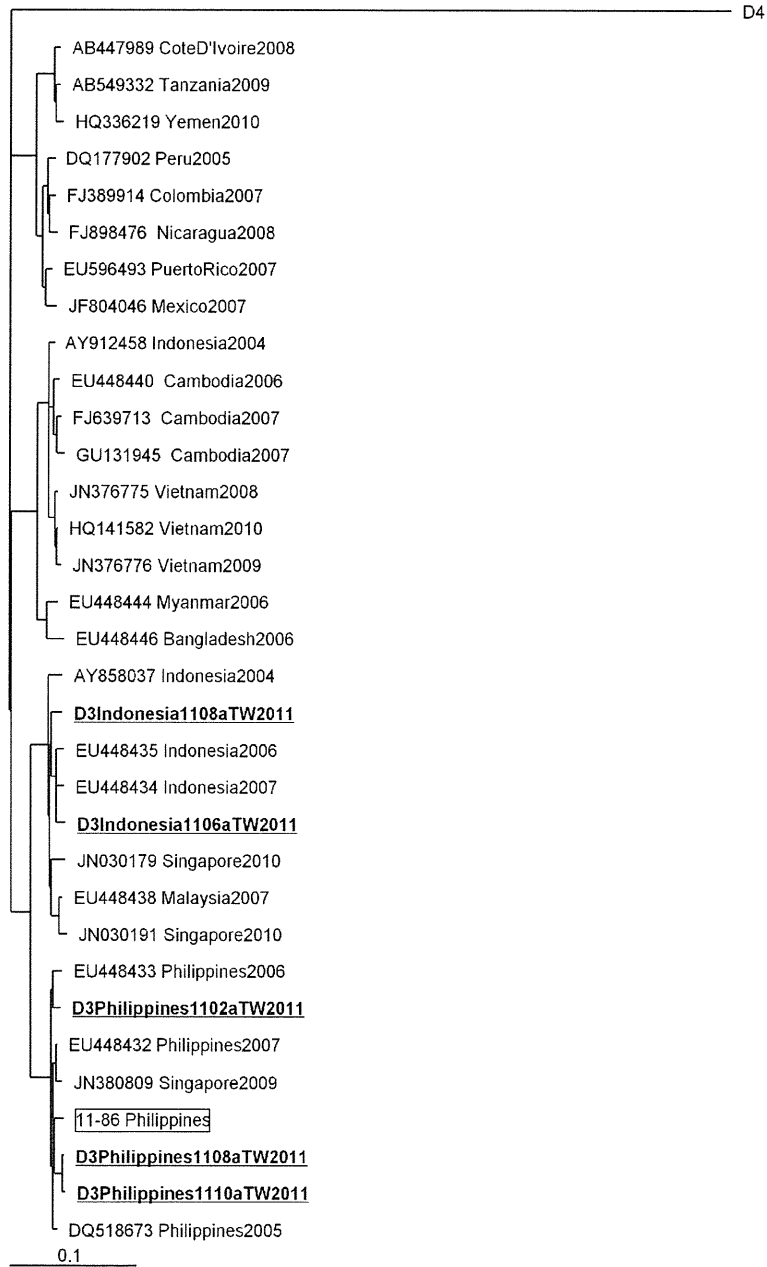 D4
AB447989 CoteD'Ivoire2008
AB549332 Tanzania2009
HQ336219 Yemen2010
DQ177902 Peru2005
FJ389914 Colombia2007
FJ898476 Nicaragua2008
EU596493 PuertoRico2007
JF804046 Mexico2007
AY912458 Indonesia2004
EU448440 Cambodia2006
FJ639713 Cambodia2007
GU131945 Cambodia2007
JN376775 Vietnam2008
HQ141582 Vietnam2010
JN376776 Vietnam2009
EU448444 Myanmar2006
EU448446 Bangladesh2006
AY858037 Indonesia2004
D3Indonesia1108aTW2011
EU448435 Indonesia2006
EU448434 Indonesia2007
D3Indonesia1106aTW2011
JN030179 Singapore2010
EU448438 Malaysia2007
JN030191 Singapore2010
EU448433 Philippines2006
D3Philippines1102aTW2011
EU448432 Philippines2007
JN380809 Singapore2009
11-86 Philippines
D3Philippines1108aTW2011
D3Philippines1110aTW2011
DQ518673 Philippines2005
0.1